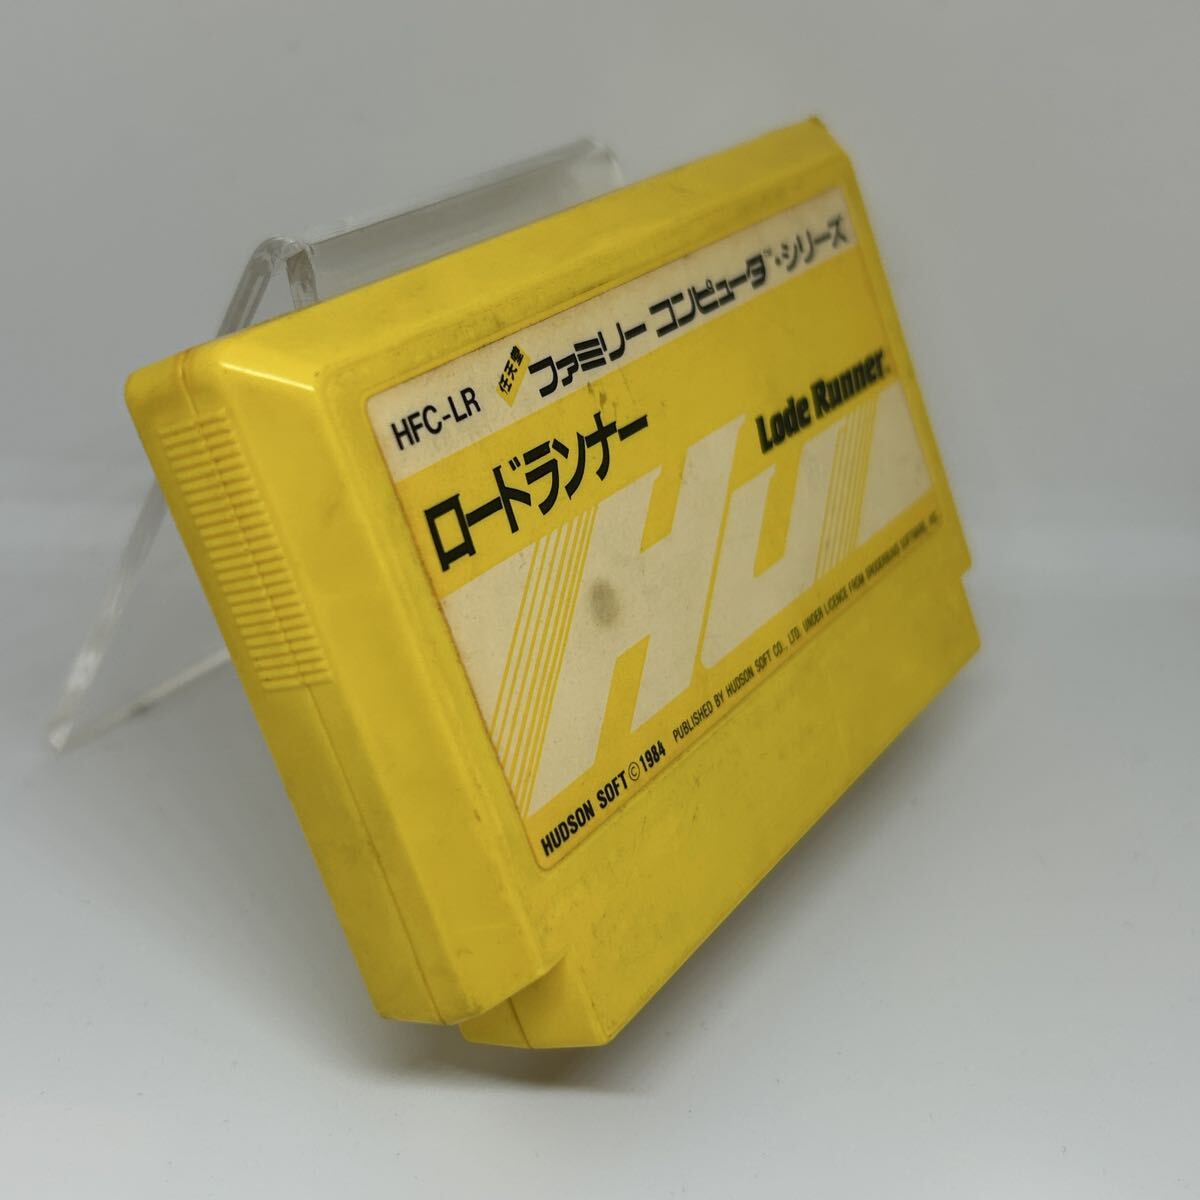 HFC-LR 任天堂 ファミリー コンピュータ™・シリーズ
ロードランナー
Lode Runner™
Hu
HUDSON SOFT © 1984 PUBLISHED BY HUDSON SOFT CO., LTD. UNDER LICENCE FROM BRODERBUND SOFTWARE, INC.